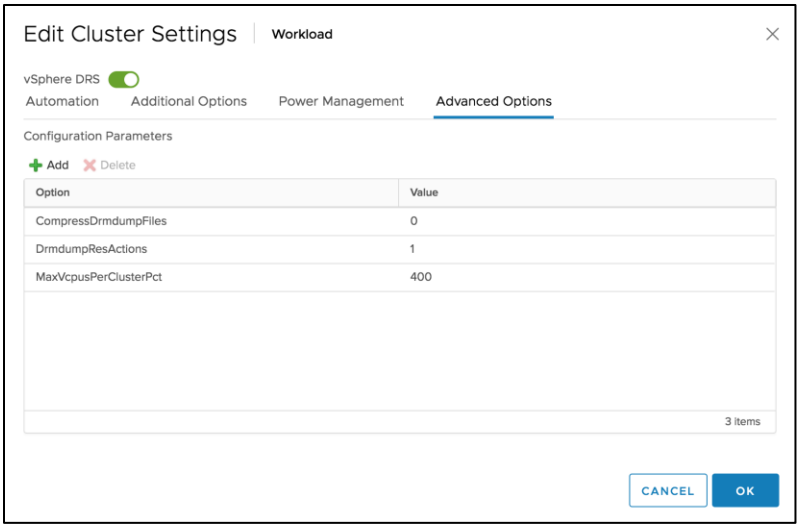 Edit Cluster Settings Workload
vSphere DRS
Automation Additional Options Power Management Advanced Options
Configuration Parameters
Add Delete
Option Value
CompressDrmdumpFiles 0
DrmdumpResActions 1
MaxVcpusPerClusterPct 400
3 items
CANCEL OK